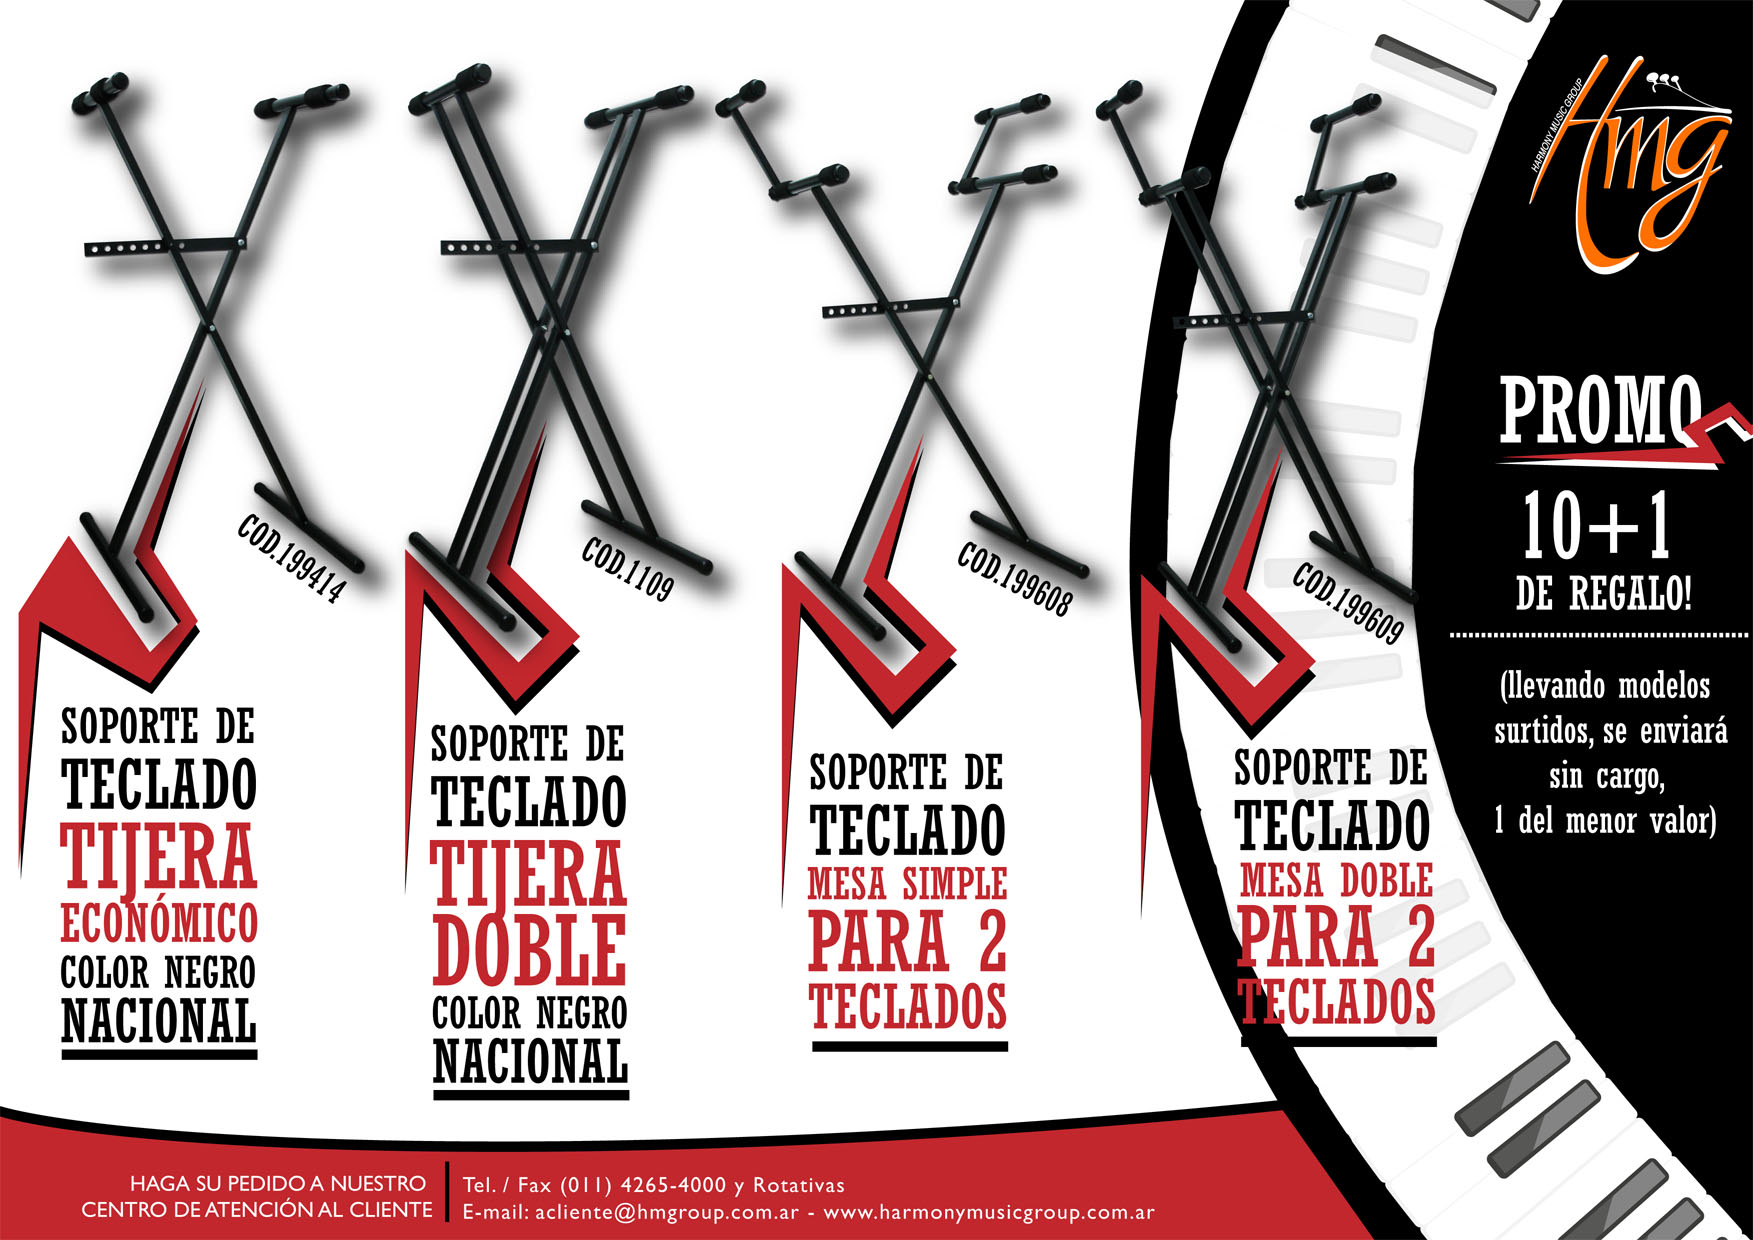 HARMONY MUSIC GROUP
Hmg
COD.199414
SOPORTE DE
TECLADO
TIJERA
ECONÓMICO
COLOR NEGRO
NACIONAL
COD.1109
SOPORTE DE
TECLADO
TIJERA
DOBLE
COLOR NEGRO
NACIONAL
COD.199608
SOPORTE DE
TECLADO
MESA SIMPLE
PARA 2
TECLADOS
COD.199609
SOPORTE DE
TECLADO
MESA DOBLE
PARA 2
TECLADOS
PROMO
10+1
DE REGALO!
(llevando modelos
surtidos, se enviará
sin cargo,
1 del menor valor)
HAGA SU PEDIDO A NUESTRO
CENTRO DE ATENCIÓN AL CLIENTE
Tel. / Fax (011) 4265-4000 y Rotativas
E-mail: acliente@hmgroup.com.ar - www.harmonymusicgroup.com.ar